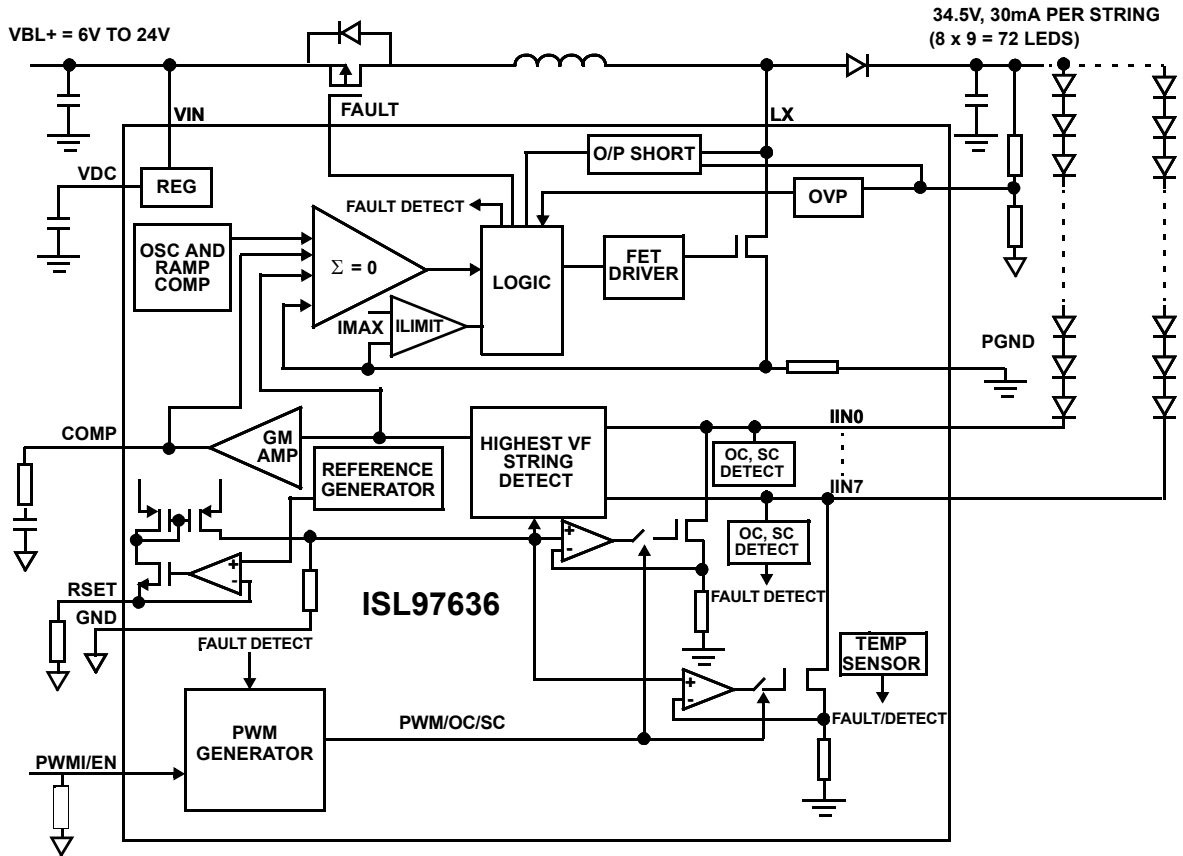 34.5V, 30mA PER STRING
(8 x 9 = 72 LEDS)
VBL+ = 6V TO 24V
FAULT
VIN
LX
O/P SHORT
VDC
REG
OVP
FAULT DETECT
OSC AND
RAMP
COMP
Σ = 0
LOGIC
FET
DRIVER
IMAX
ILIMIT
PGND
COMP
GM
AMP
HIGHEST VF
STRING
DETECT
IIN0
OC, SC
DETECT
REFERENCE
GENERATOR
IIN7
+
-
OC, SC
DETECT
+
-
RSET
FAULT DETECT
ISL97636
GND
FAULT DETECT
TEMP
SENSOR
+
-
FAULT/DETECT
PWM
GENERATOR
PWM/OC/SC
PWMI/EN